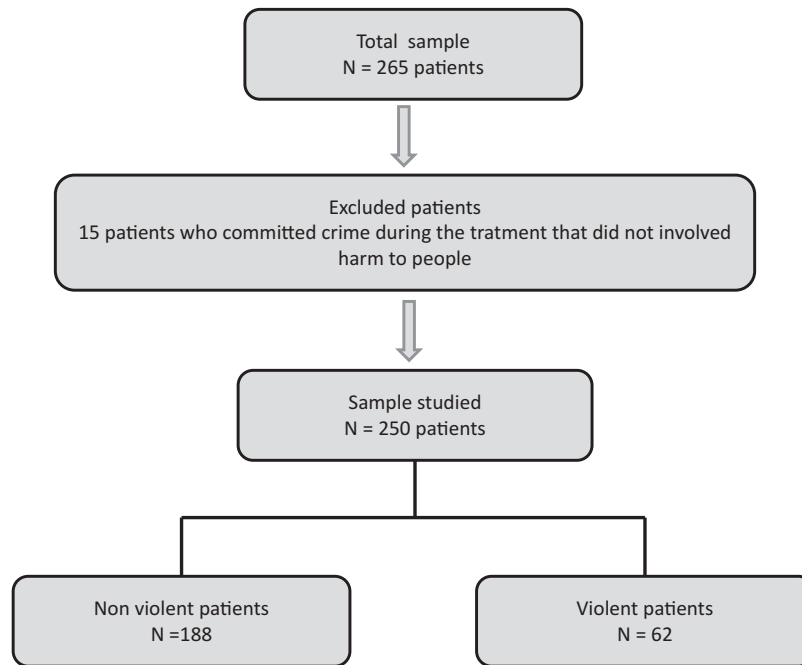 Total sample
N = 265 patients
Excluded patients
15 patients who committed crime during the tratment that did not involved
harm to people
Sample studied
N = 250 patients
Non violent patients
N =188
Violent patients
N = 62